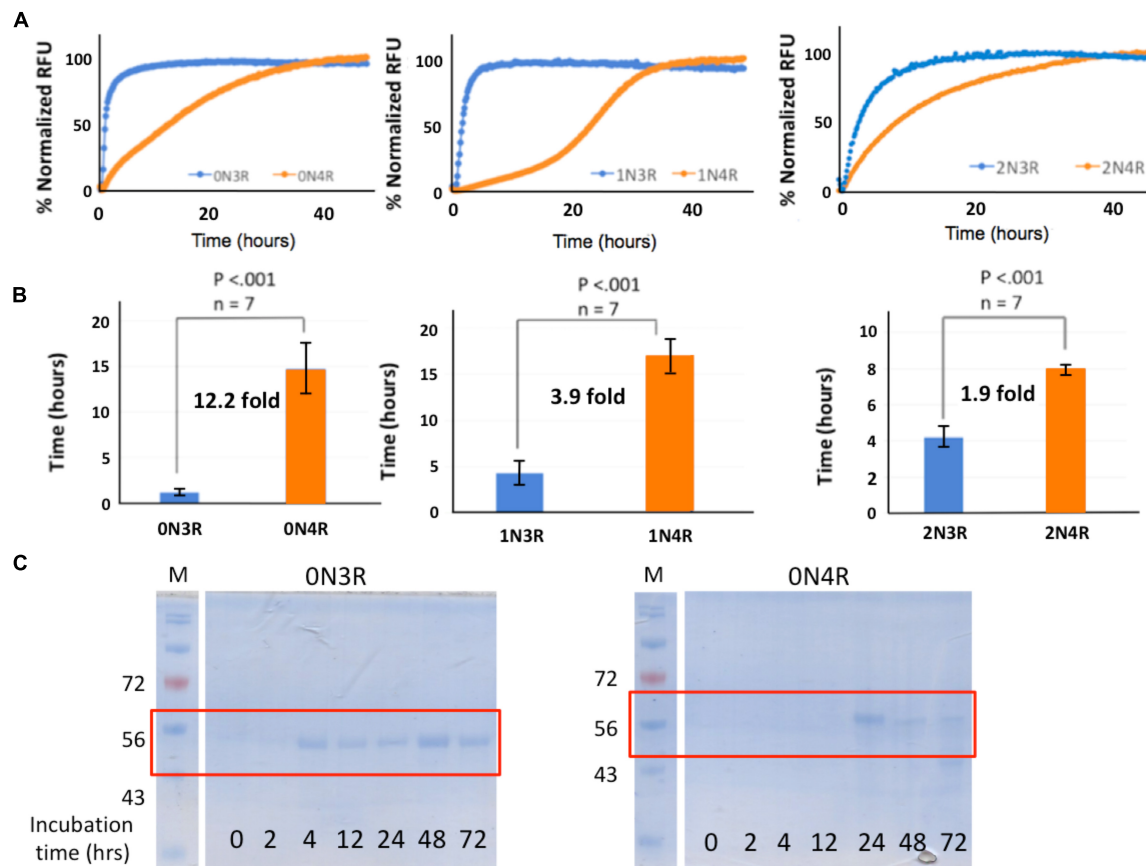 A
% Normalized RFU
100
50
0
0N3R 0N4R
0 20 40
Time (hours)
% Normalized RFU
100
50
0
1N3R 1N4R
0 20 40
Time (hours)
% Normalized RFU
100
50
0
2N3R 2N4R
0 20 40
Time (hours)
B
P <.001
n = 7
Time (hours)
20
15
10
5
0
12.2 fold
0N3R 0N4R
P <.001
n = 7
Time (hours)
20
15
10
5
0
3.9 fold
1N3R 1N4R
P <.001
n = 7
Time (hours)
10
8
6
4
2
0
1.9 fold
2N3R 2N4R
C
M 0N3R
72
56
43
Incubation
time (hrs)
0 2 4 12 24 48 72
M 0N4R
72
56
43
0 2 4 12 24 48 72